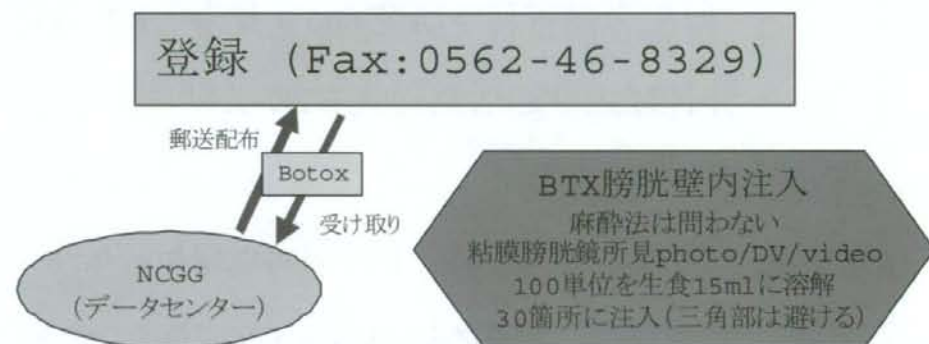 登録 (Fax:0562-46-8329)
郵送配布
Botox
受け取り
NCGG
(データセンター)
BTX膀胱壁内注入
麻酔法は問わない
粘膜膀胱鏡所見photo/DV/video
100単位を生食15mlに溶解
30箇所に注入(三角部は避ける)